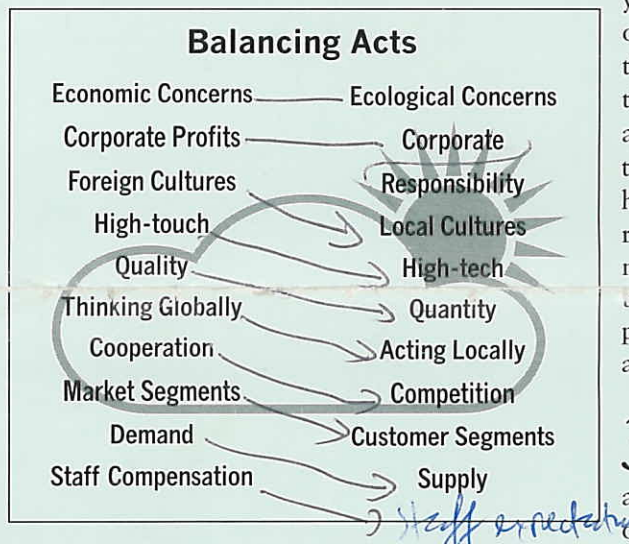 Balancing Acts
Economic Concerns Ecological Concerns
Corporate Profits Corporate
Foreign Cultures Responsibility
High-touch Local Cultures
Quality High-tech
Thinking Globally Quantity
Cooperation Acting Locally
Market Segments Competition
Demand Customer Segments
Staff Compensation Supply
Staff